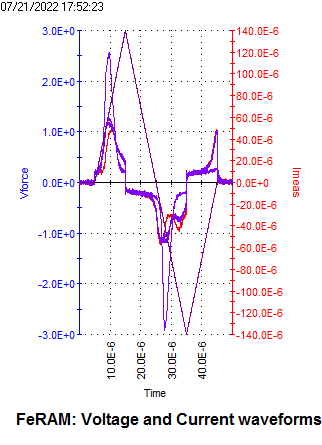 07/21/2022 17:52:23
3.0E+0
2.0E+0
1.0E+0
0.0E+0
-1.0E+0
-2.0E+0
-3.0E+0
Vforce
140.0E-6
120.0E-6
100.0E-6
80.0E-6
60.0E-6
40.0E-6
20.0E-6
0.0E+0
-20.0E-6
-40.0E-6
-60.0E-6
-80.0E-6
-100.0E-6
-120.0E-6
-140.0E-6
Imeas
10.0E-6
20.0E-6
30.0E-6
40.0E-6
Time
FeRAM: Voltage and Current waveforms